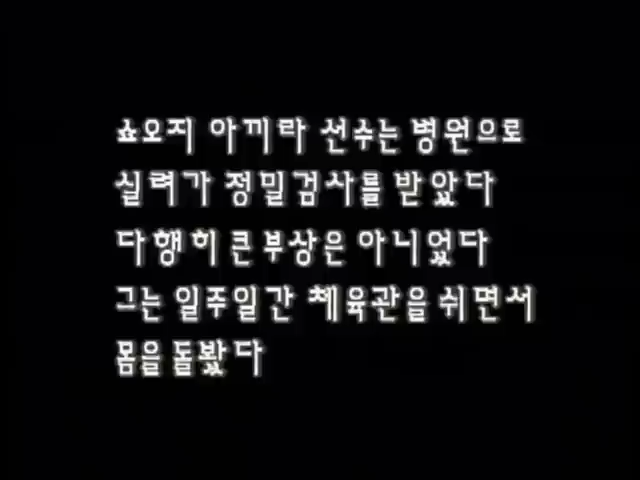 쇼오지 아끼라 선수는 병원으로
실려가 정밀검사를 받았다
다행히 큰 부상은 아니었다
그는 일주일간 체육관을 쉬면서
몸을 돌봤다